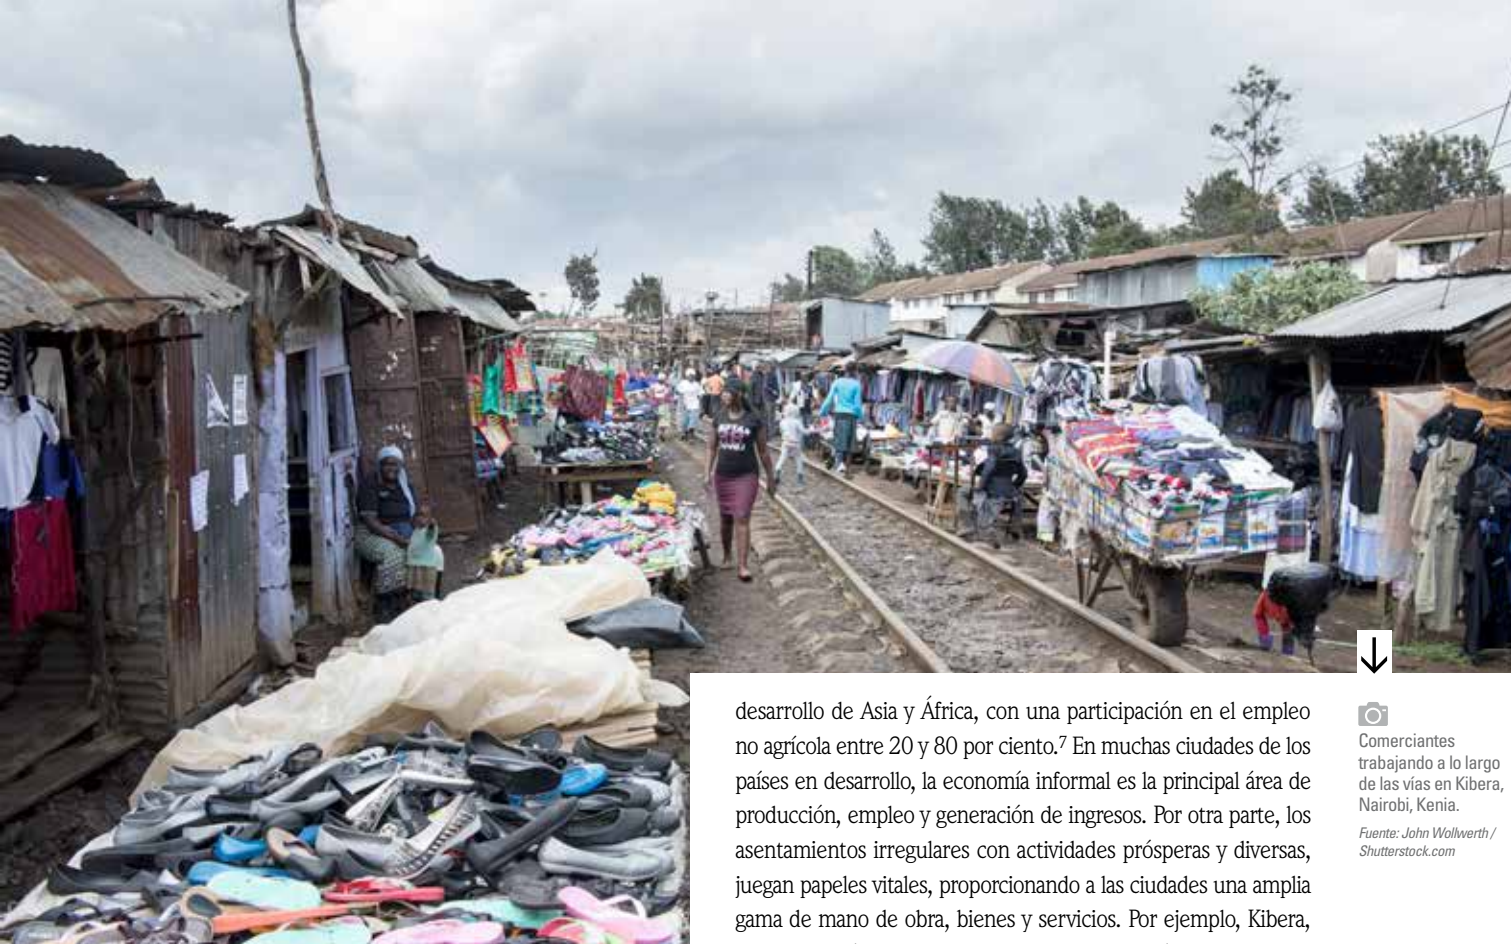 desarrollo de Asia y África, con una participación en el empleo
no agrícola entre 20 y 80 por ciento.⁷ En muchas ciudades de los
países en desarrollo, la economía informal es la principal área de
producción, empleo y generación de ingresos. Por otra parte, los
asentamientos irregulares con actividades prósperas y diversas,
juegan papeles vitales, proporcionando a las ciudades una amplia
gama de mano de obra, bienes y servicios. Por ejemplo, Kibera,
Comerciantes
trabajando a lo largo
de las vías en Kibera,
Nairobi, Kenia.
Fuente: John Wollwerth /
Shutterstock.com